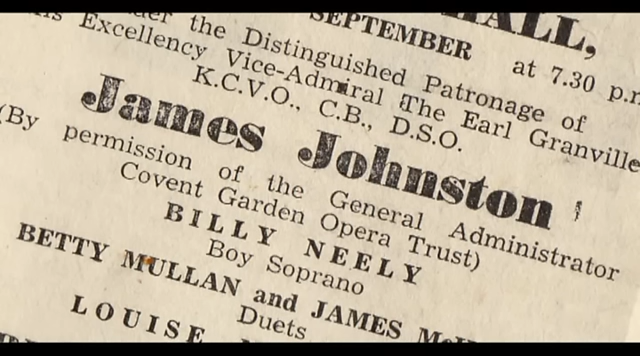 HALL,
SEPTEMBER at 7.30
the Distinguished Patronage of
Excellency Vice-Admiral The Earl Granville
K.C.V.O., C.B., D.S.O.
James Johnston
(By permission of the General Administrator
Covent Garden Opera Trust)
BILLY NEELY
Boy Soprano
BETTY MULLAN and JAMES
Duets
LOUISE